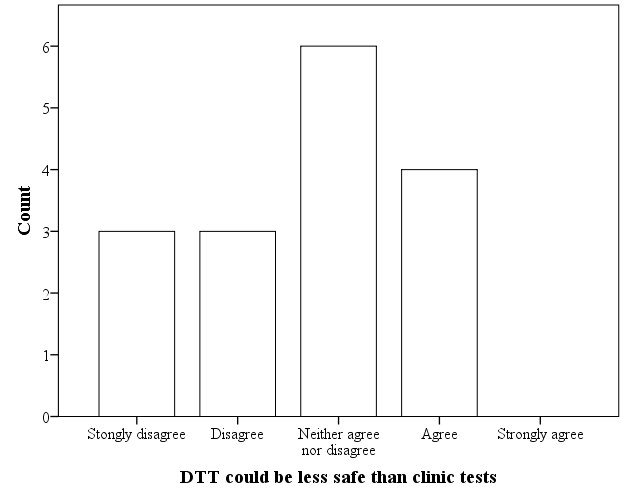 6
5
4
3
2
1
0
Count
Stongly disagree
Disagree
Neither agree
nor disagree
Agree
Strongly agree
DTT could be less safe than clinic tests